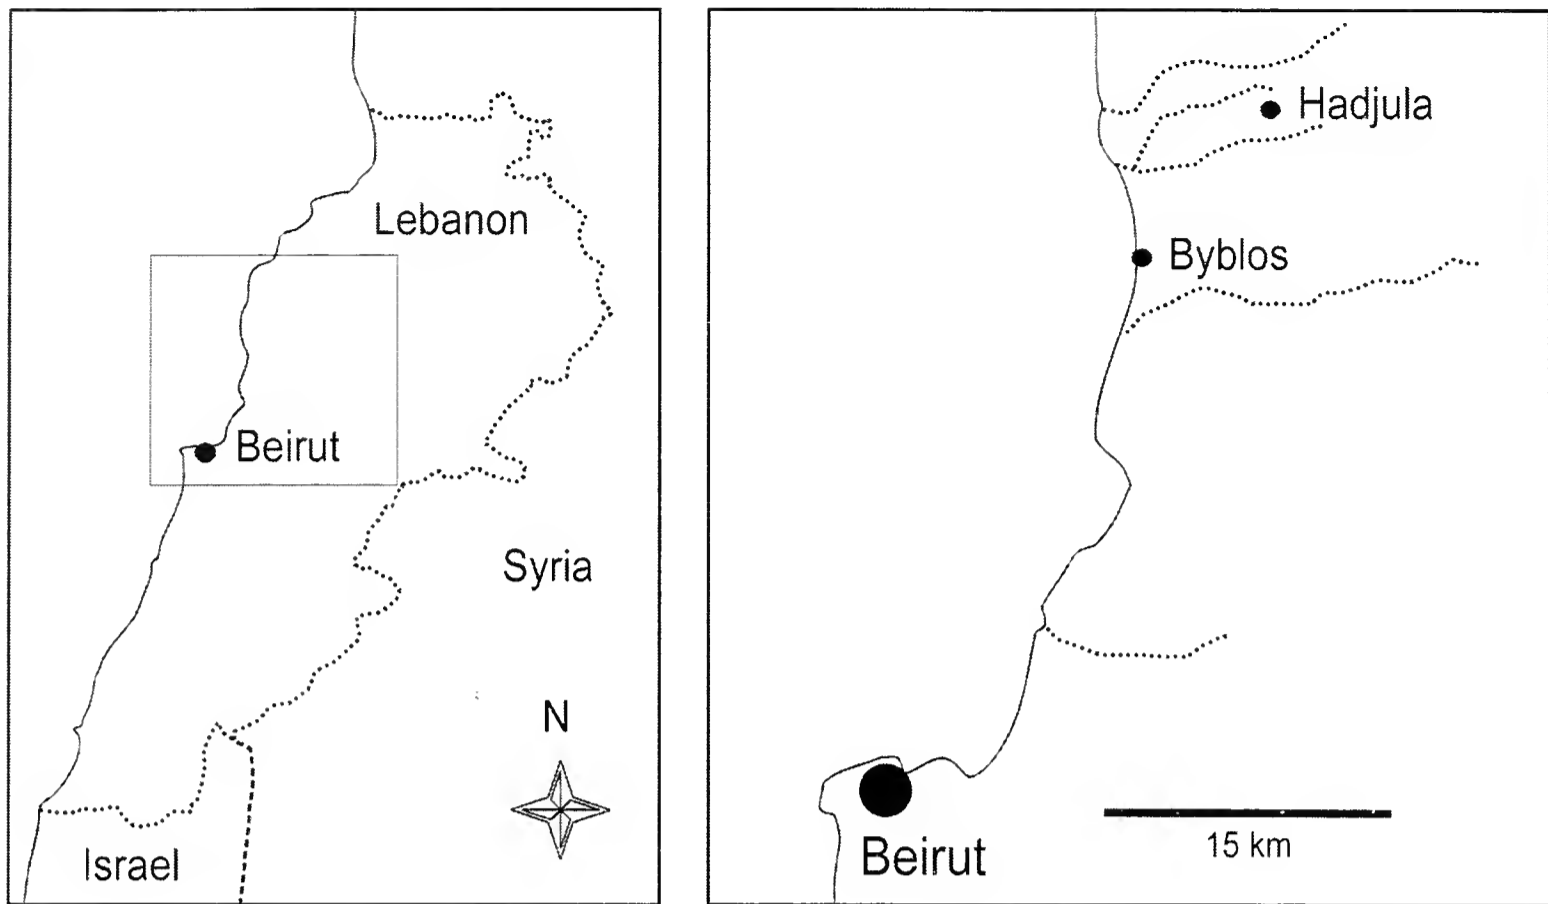 Lebanon
Beirut
Syria
N
Israel
Hadjula
Byblos
Beirut
15 km